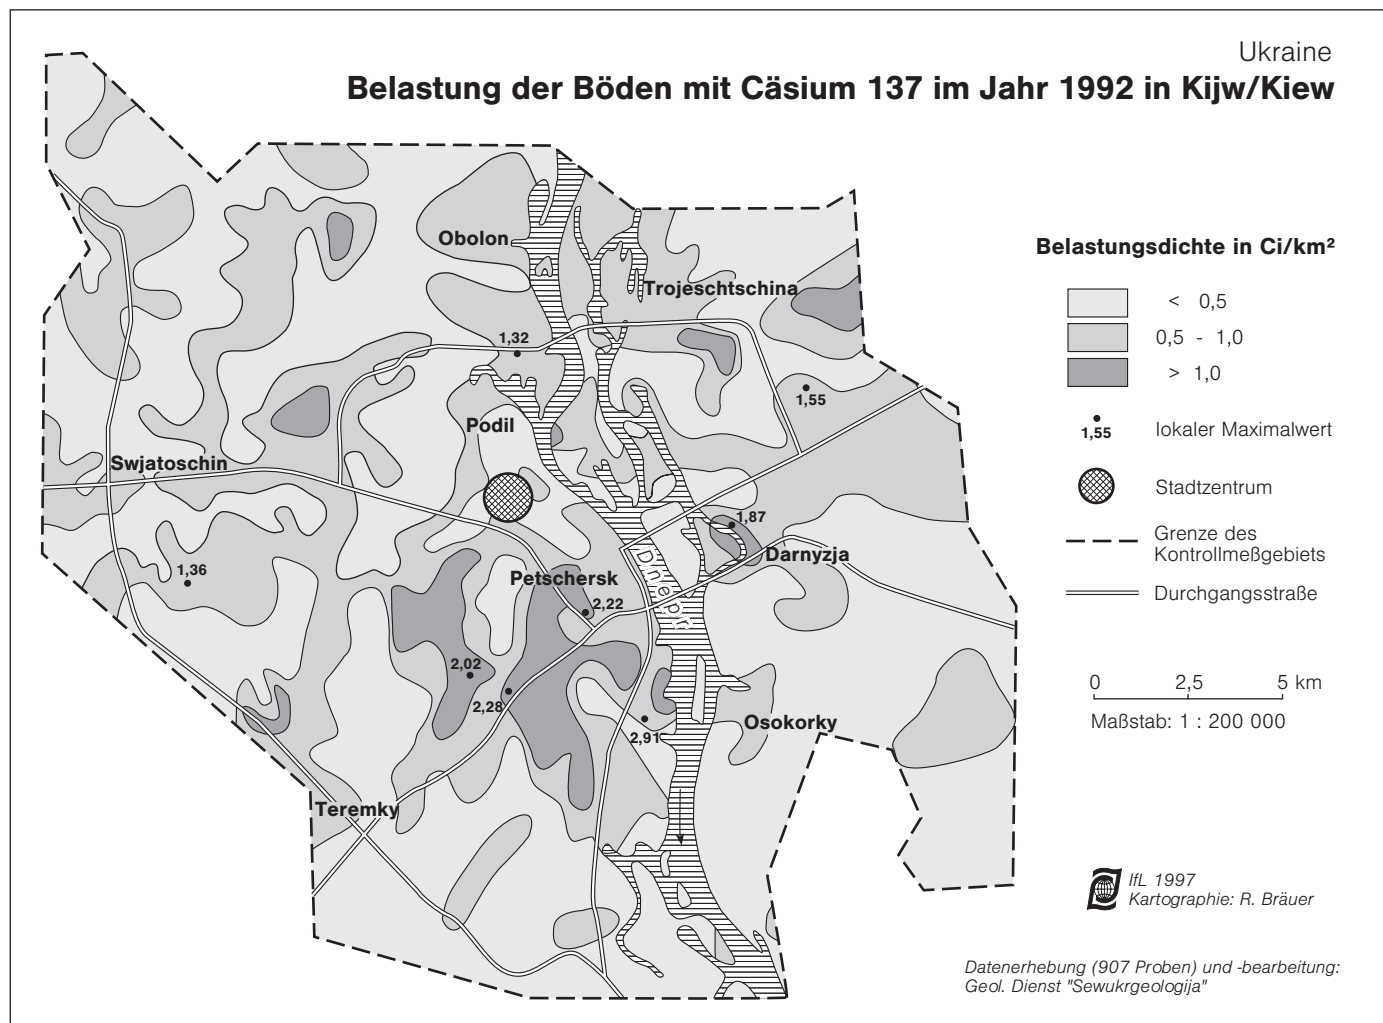 Ukraine
Belastung der Böden mit Cäsium 137 im Jahr 1992 in Kijw/Kiew
Obolon
Trojeschtschina
1,32
1,55
Podil
Swjatoschin
1,87
Darnyzja
1,36
Petschersk
2,22
Dnepr
2,02
2,28
2,91
Osokorky
Teremky
Belastungsdichte in Ci/km²
< 0,5
0,5 - 1,0
> 1,0
1,55
lokaler Maximalwert
Stadtzentrum
Grenze des
Kontrollmeßgebiets
Durchgangsstraße
0 2,5 5 km
Maßstab: 1 : 200 000
IfL 1997
Kartographie: R. Bräuer
Datenerhebung (907 Proben) und -bearbeitung:
Geol. Dienst "Sewukrgeologija"